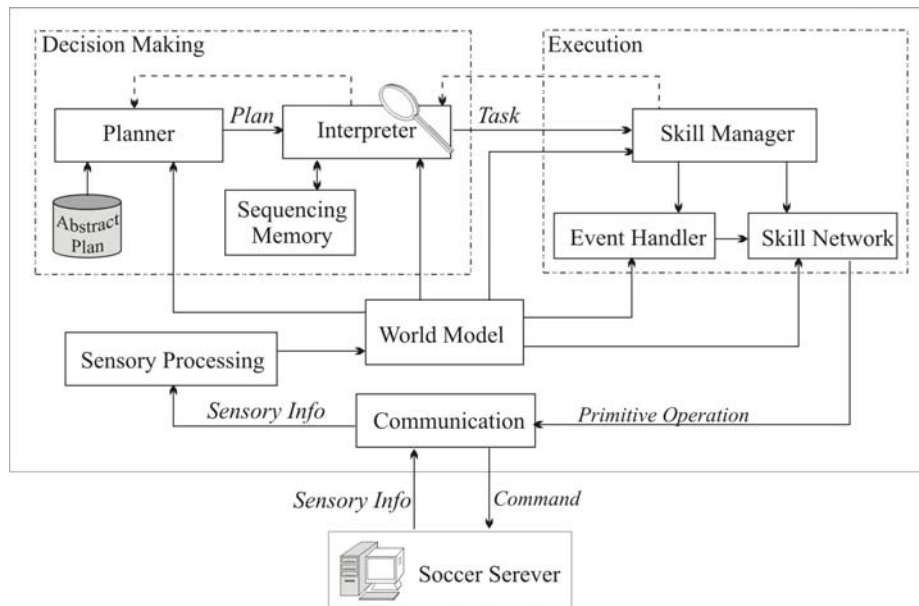 Decision Making
Execution
Planner
Plan
Interpreter
Task
Skill Manager
Abstract
Plan
Sequencing
Memory
Event Handler
Skill Network
World Model
Sensory Processing
Sensory Info
Communication
Primitive Operation
Sensory Info
Command
Soccer Serever